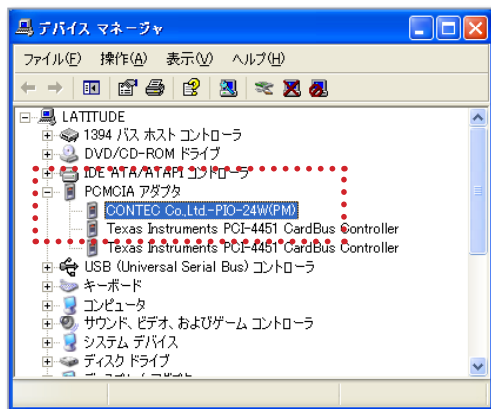 デバイス マネージャ
ファイル(F) 操作(A) 表示(V) ヘルプ(H)
LATITUDE
1394 バス ホスト コントローラ
DVD/CD-ROM ドライブ
IDE ATA/ATAPI コントローラ
PCMCIA アダプタ
CONTEC Co.,Ltd.-PIO-24W(PM)
Texas Instruments PCI-4451 CardBus Controller
Texas Instruments PCI-4451 CardBus Controller
USB (Universal Serial Bus) コントローラ
キーボード
コンピュータ
サウンド、ビデオ、およびゲーム コントローラ
システム デバイス
ディスク ドライブ